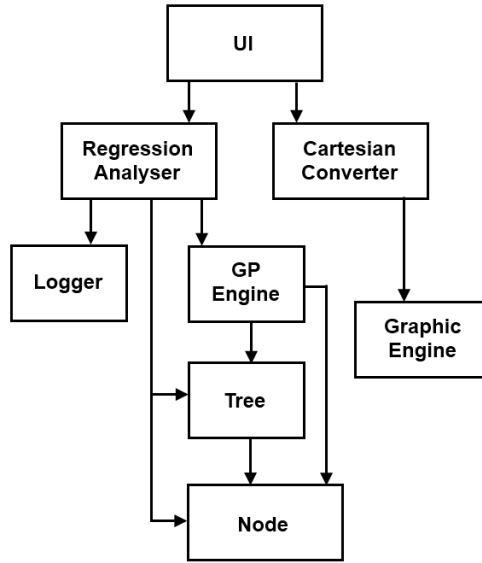 UI
Regression
Analyser
Cartesian
Converter
Logger
GP
Engine
Graphic
Engine
Tree
Node